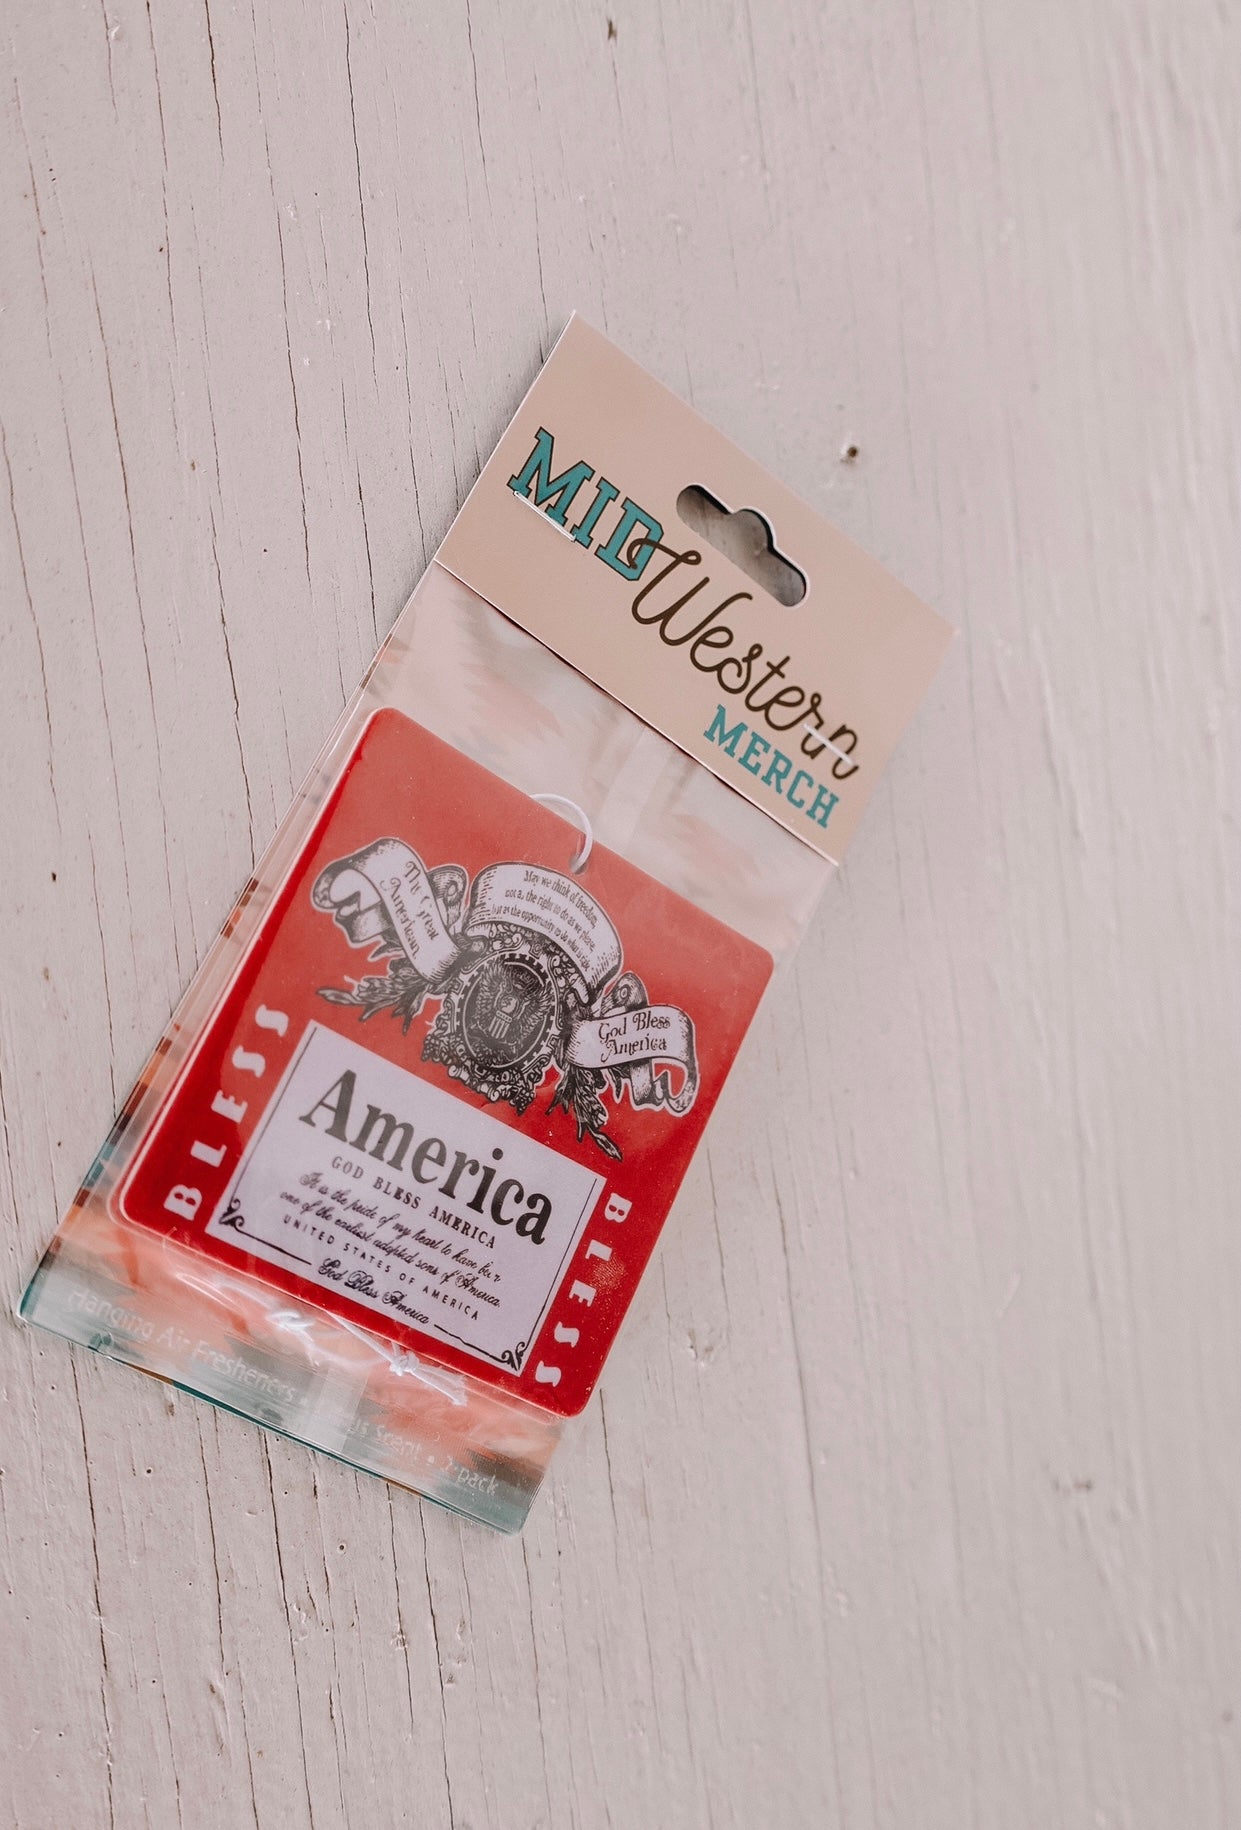 MID
Western
MERCH
The Great
American
May we think of freedom,
not as the right to do as we please,
but as the opportunity to do what is right
God Bless
America
BLESS
America
GOD BLESS AMERICA
It is the pride of my heart to have been
one of the earliest adopted sons of America.
UNITED STATES OF AMERICA
God Bless America
BLESS
Hanging Air Fresheners
Scent • 2 pack